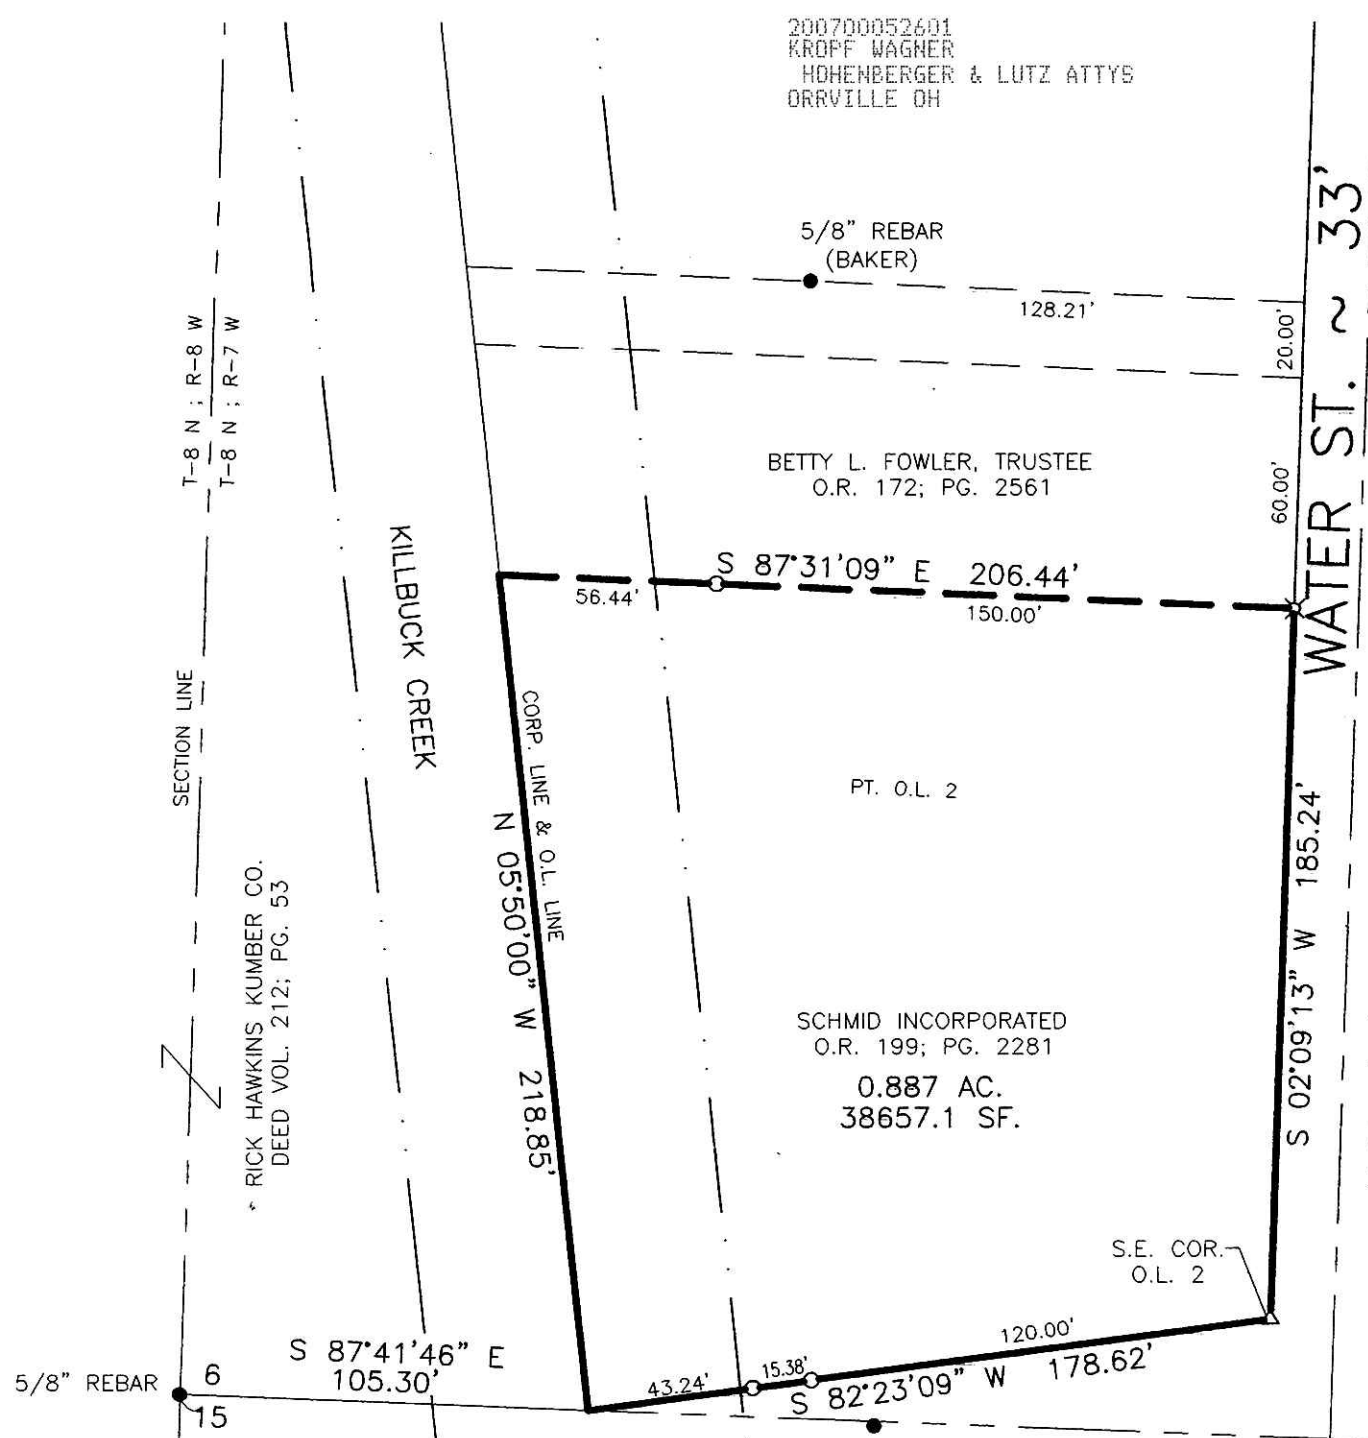 200700052601
KROPF WAGNER
HOHENBERGER & LUTZ ATTYS
ORRVILLE OH
5/8" REBAR
(BAKER)
128.21'
20.00'
WATER ST. ~ 33'
T-8 N ; R-8 W
T-8 N ; R-7 W
BETTY L. FOWLER, TRUSTEE
O.R. 172; PG. 2561
60.00'
KILLBUCK CREEK
S 87°31'09" E 206.44'
56.44'
150.00'
SECTION LINE
CORP. LINE & O.L. LINE
N 05°50'00" W 218.85'
PT. O.L. 2
S 02°09'13" W 185.24'
RICK HAWKINS KUMBER CO.
DEED VOL. 212; PG. 53
SCHMID INCORPORATED
O.R. 199; PG. 2281
0.887 AC.
38657.1 SF.
S.E. COR.
O.L. 2
S 87°41'46" E
105.30'
5/8" REBAR
6
15
43.24'
15.38'
120.00'
S 82°23'09" W 178.62'